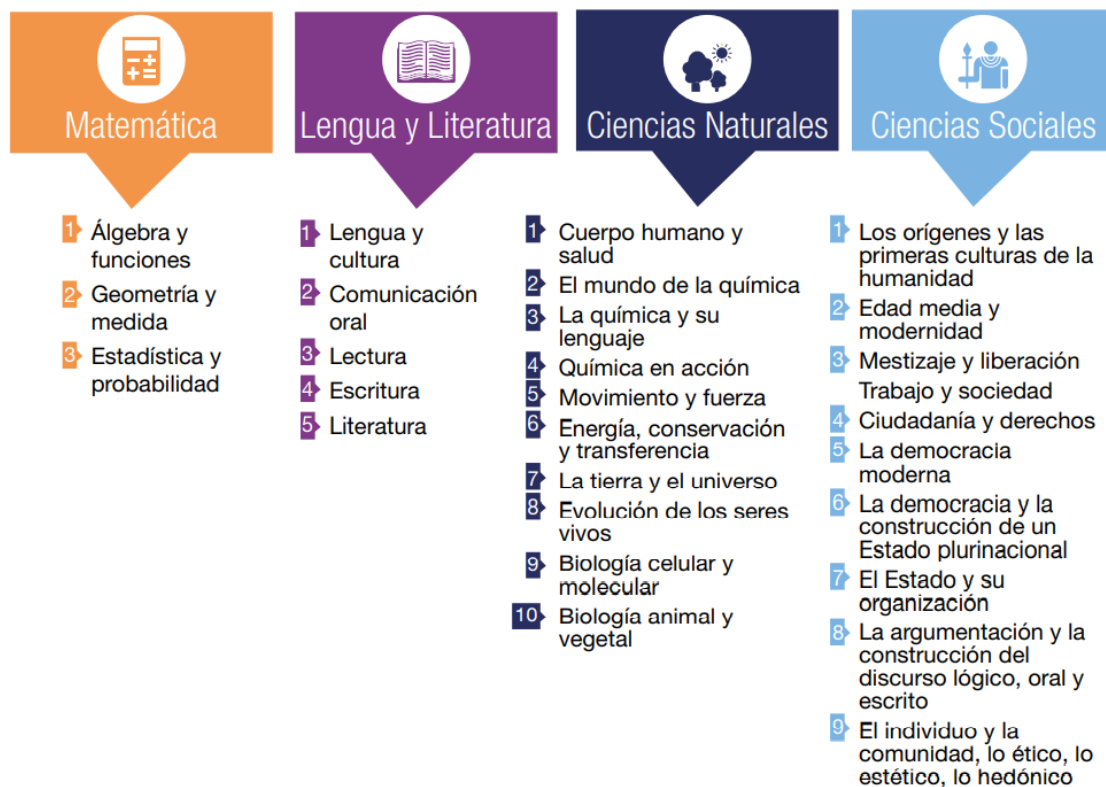 Matemática
1 Álgebra y
funciones
2 Geometría y
medida
3 Estadística y
probabilidad
Lengua y Literatura
1 Lengua y
cultura
2 Comunicación
oral
3 Lectura
4 Escritura
5 Literatura
Ciencias Naturales
1 Cuerpo humano y
salud
2 El mundo de la química
3 La química y su
lenguaje
4 Química en acción
5 Movimiento y fuerza
6 Energía, conservación
y transferencia
7 La tierra y el universo
8 Evolución de los seres
vivos
9 Biología celular y
molecular
10 Biología animal y
vegetal
Ciencias Sociales
1 Los orígenes y las
primeras culturas de la
humanidad
2 Edad media y
modernidad
3 Mestizaje y liberación
Trabajo y sociedad
4 Ciudadanía y derechos
5 La democracia
moderna
6 La democracia y la
construcción de un
Estado plurinacional
7 El Estado y su
organización
8 La argumentación y la
construcción del
discurso lógico, oral y
escrito
9 El individuo y la
comunidad, lo ético, lo
estético, lo hedónico